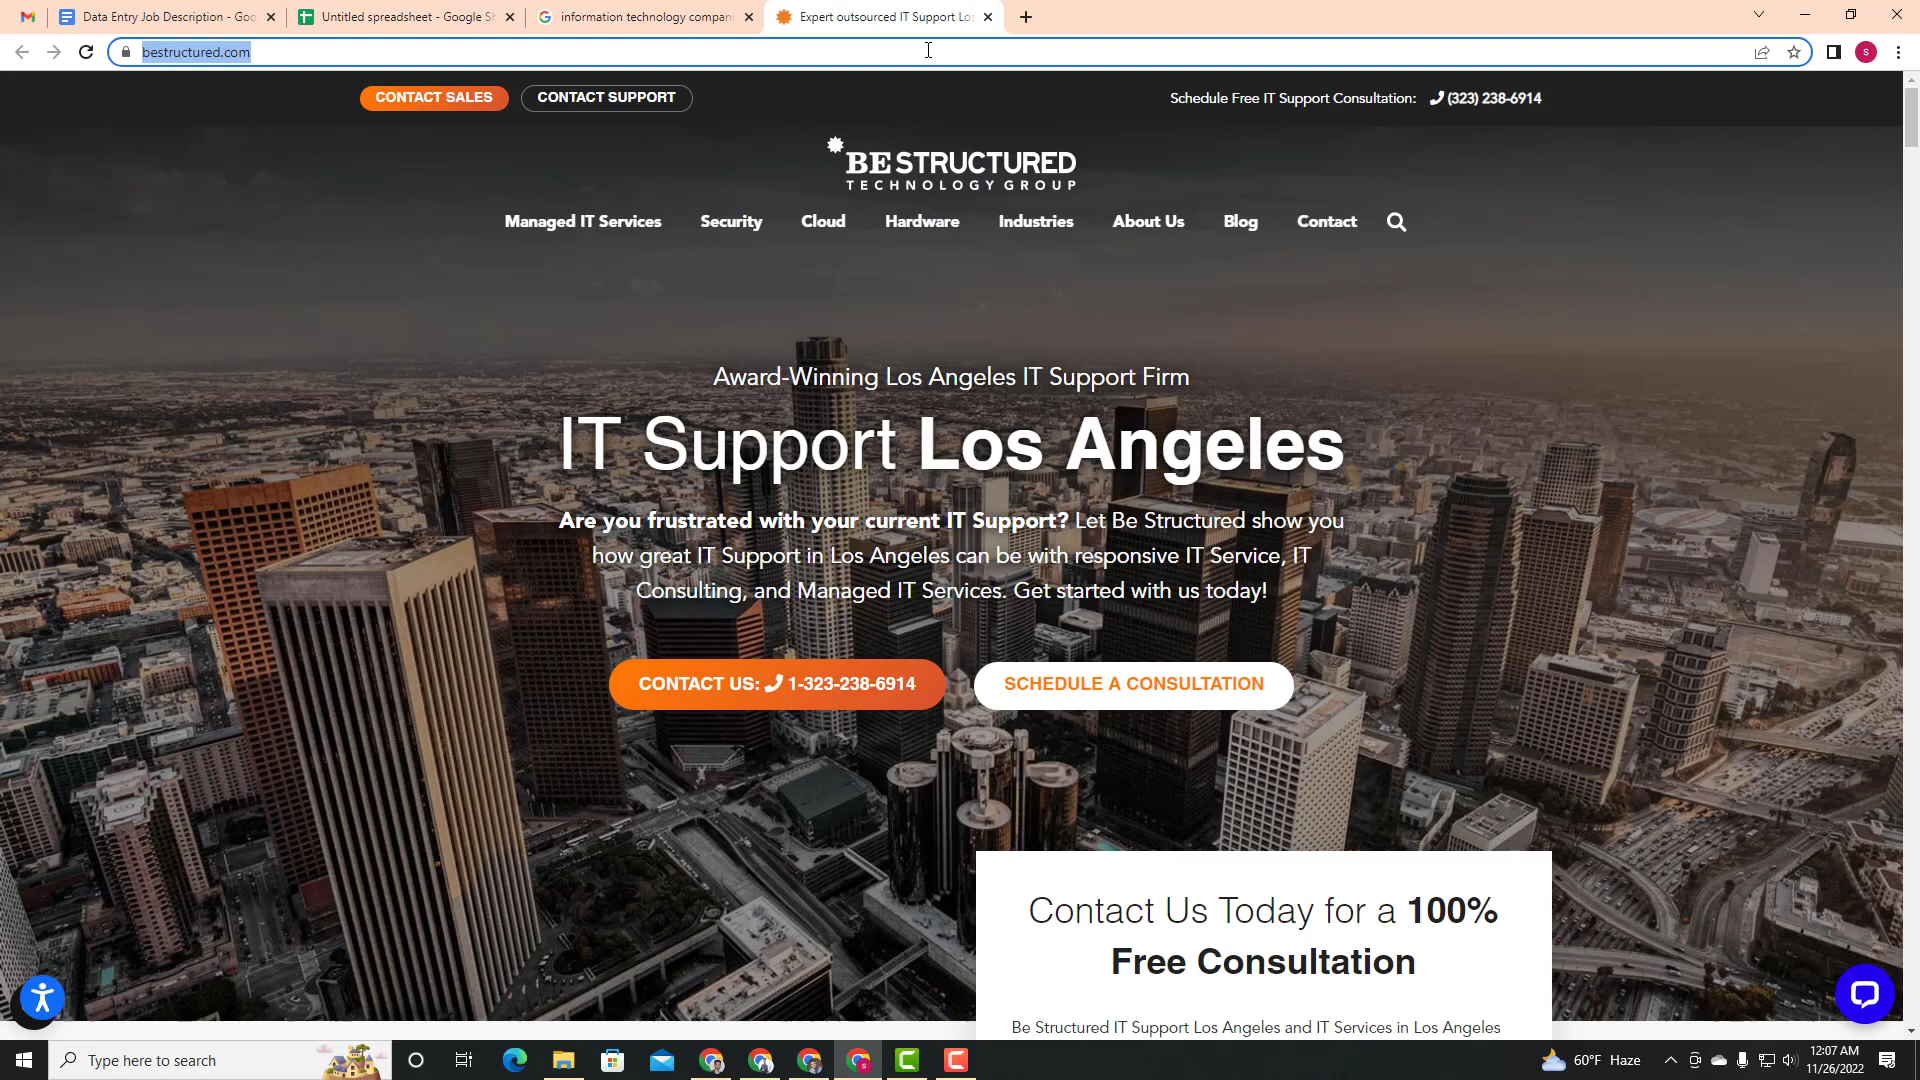 Data Entry Job Description - Goo
Untitled spreadsheet - Google Sh
information technology compani
Expert outsourced IT Support Los
bestructured.com
S
CONTACT SALES
CONTACT SUPPORT
Schedule Free IT Support Consultation: (323) 238-6914
BE STRUCTURED
TECHNOLOGY GROUP
Managed IT Services
Security
Cloud
Hardware
Industries
About Us
Blog
Contact
Award-Winning Los Angeles IT Support Firm
IT Support Los Angeles
Are you frustrated with your current IT Support? Let Be Structured show you
how great IT Support in Los Angeles can be with responsive IT Service, IT
Consulting, and Managed IT Services. Get started with us today!
CONTACT US: 1-323-238-6914
SCHEDULE A CONSULTATION
Contact Us Today for a 100%
Free Consultation
Be Structured IT Support Los Angeles and IT Services in Los Angeles
Type here to search
60°F Haze
12:07 AM
11/26/2022